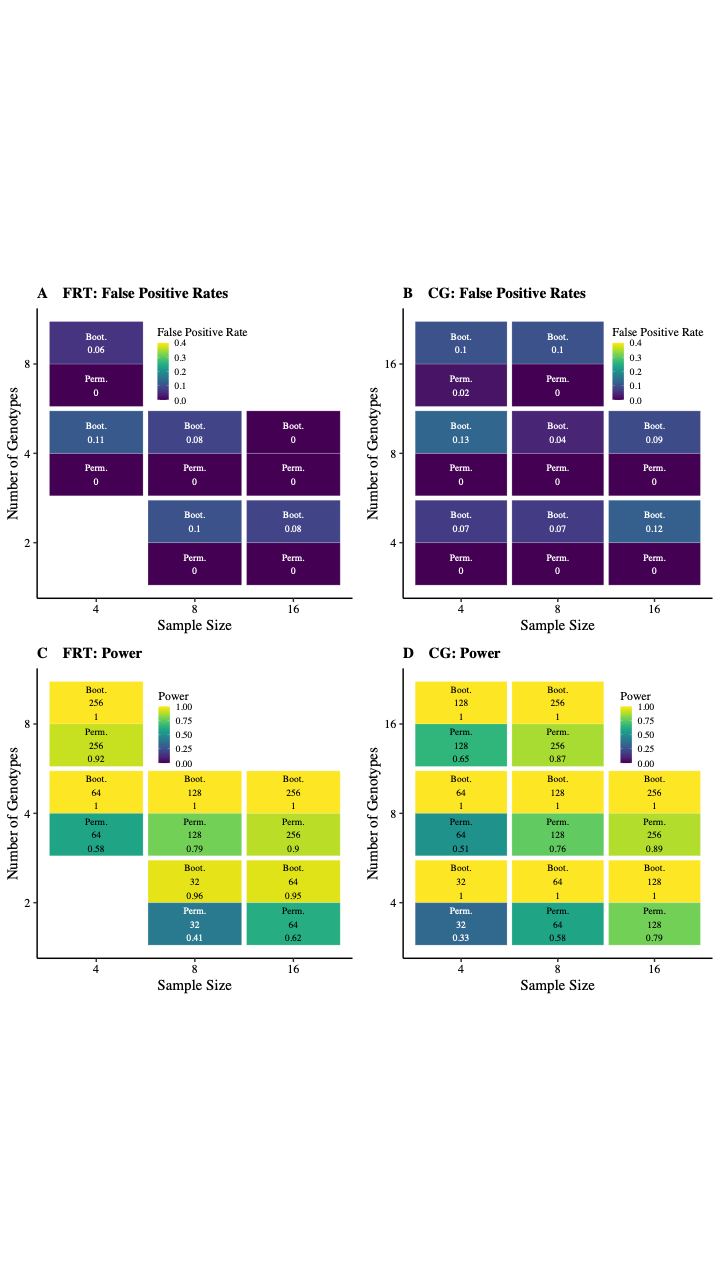 A FRT: False Positive Rates
Number of Genotypes
8
4
2
Boot.
0.06
Perm.
0
False Positive Rate
0.4
0.3
0.2
0.1
0.0
Boot.
0.11
Perm.
0
Boot.
0.08
Perm.
0
Boot.
0
Perm.
0
Boot.
0.1
Perm.
0
Boot.
0.08
Perm.
0
4
8
16
Sample Size
B CG: False Positive Rates
Number of Genotypes
16
8
4
Boot.
0.1
Perm.
0.02
Boot.
0.1
Perm.
0
False Positive Rate
0.4
0.3
0.2
0.1
0.0
Boot.
0.13
Perm.
0
Boot.
0.04
Perm.
0
Boot.
0.09
Perm.
0
Boot.
0.07
Perm.
0
Boot.
0.07
Perm.
0
Boot.
0.12
Perm.
0
4
8
16
Sample Size
C FRT: Power
Number of Genotypes
8
4
2
Boot.
256
1
Perm.
256
0.92
Power
1.00
0.75
0.50
0.25
0.00
Boot.
64
1
Perm.
64
0.58
Boot.
128
1
Perm.
128
0.79
Boot.
256
1
Perm.
256
0.9
Boot.
32
0.96
Perm.
32
0.41
Boot.
64
0.95
Perm.
64
0.62
4
8
16
Sample Size
D CG: Power
Number of Genotypes
16
8
4
Boot.
128
1
Perm.
128
0.65
Boot.
256
1
Perm.
256
0.87
Power
1.00
0.75
0.50
0.25
0.00
Boot.
64
1
Perm.
64
0.51
Boot.
128
1
Perm.
128
0.76
Boot.
256
1
Perm.
256
0.89
Boot.
32
1
Perm.
32
0.33
Boot.
64
1
Perm.
64
0.58
Boot.
128
1
Perm.
128
0.79
4
8
16
Sample Size